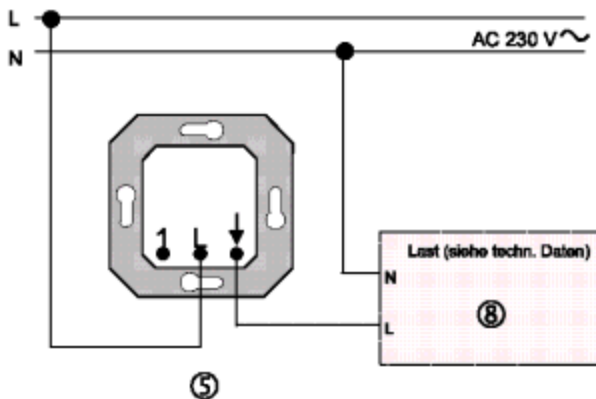 L
AC 230 V~
N
1 L ↓
Last (siehe techn. Daten)
N
⑧
L
⑤